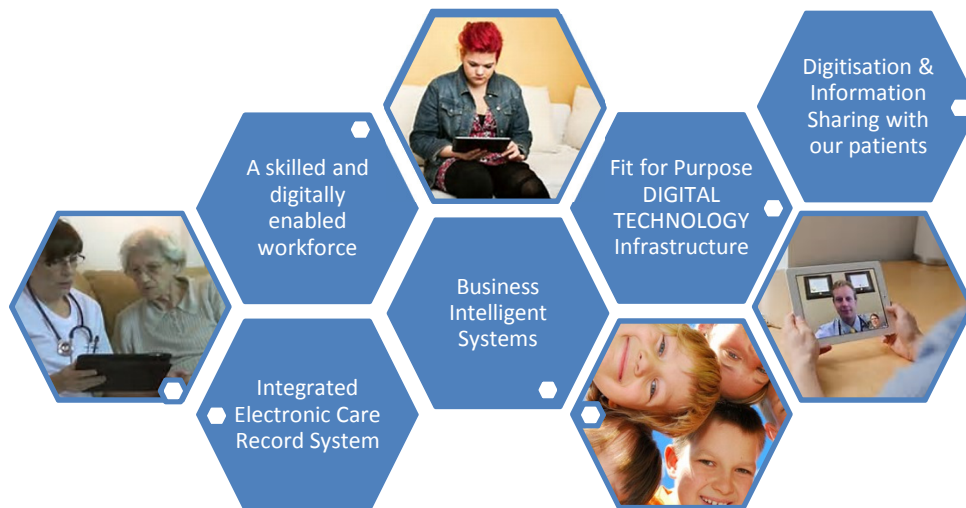 A skilled and
digitally
enabled
workforce
Integrated
Electronic Care
Record System
Business
Intelligent
Systems
Fit for Purpose
DIGITAL
TECHNOLOGY
Infrastructure
Digitisation &
Information
Sharing with
our patients